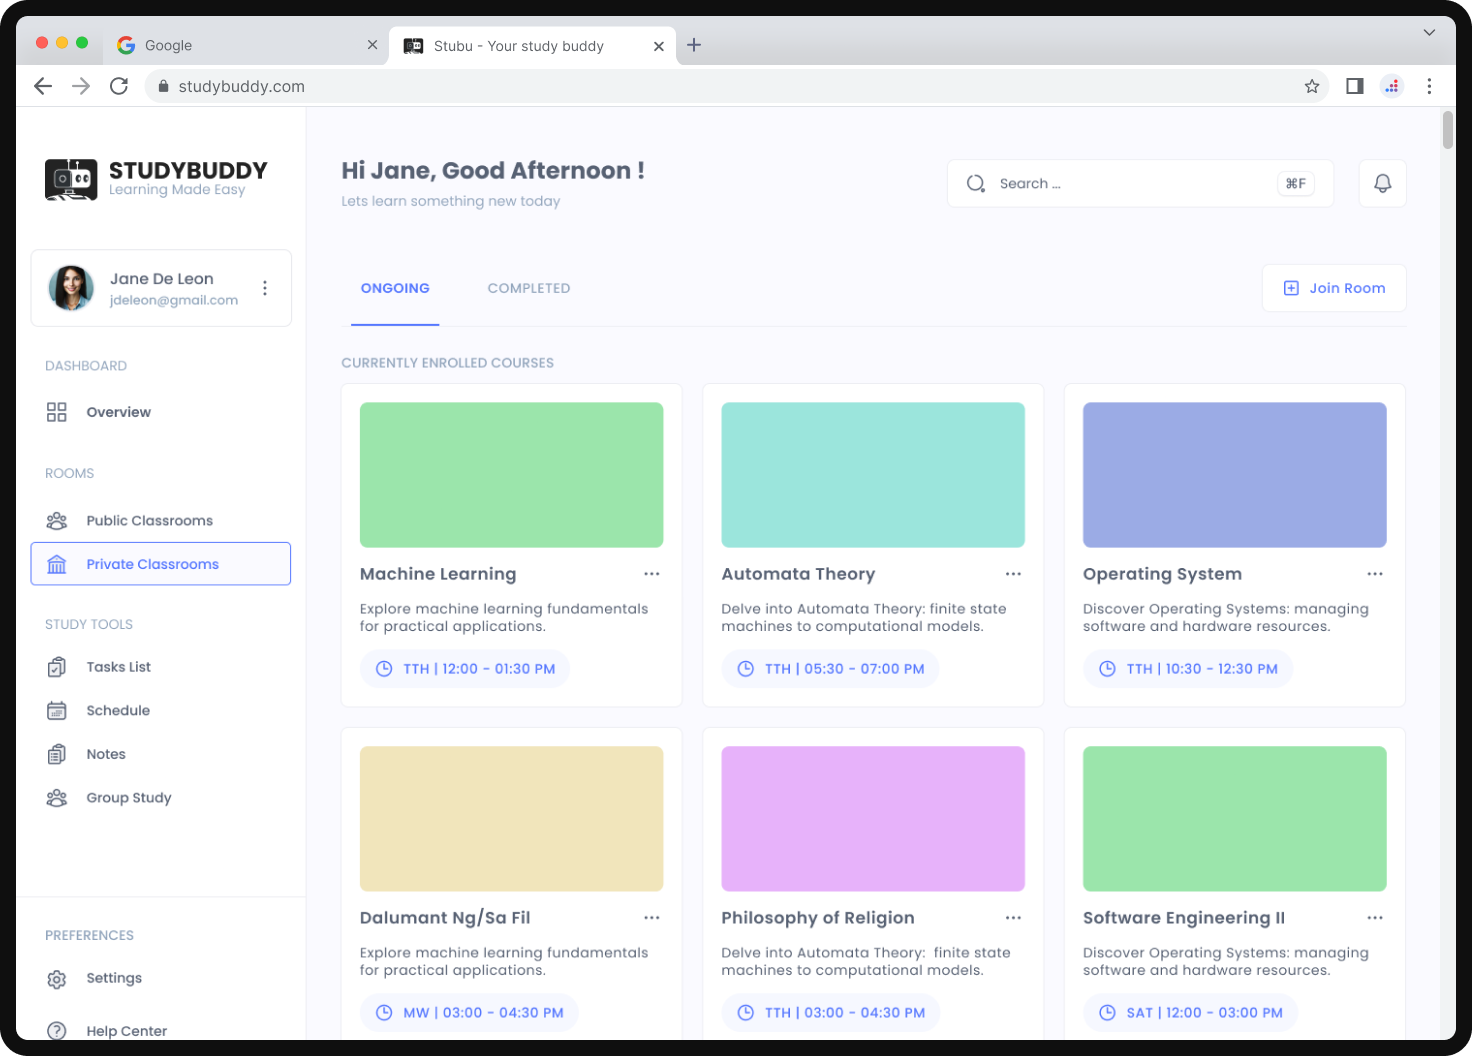 Google
Stubu - Your study buddy
studybuddy.com
STUDYBUDDY
Learning Made Easy
Jane De Leon
jdeleon@gmail.com
DASHBOARD
Overview
ROOMS
Public Classrooms
Private Classrooms
STUDY TOOLS
Tasks List
Schedule
Notes
Group Study
PREFERENCES
Settings
Help Center
Hi Jane, Good Afternoon !
Lets learn something new today
Search ...
⌘F
ONGOING
COMPLETED
Join Room
CURRENTLY ENROLLED COURSES
Machine Learning
Explore machine learning fundamentals
for practical applications.
TTH | 12:00 - 01:30 PM
Automata Theory
Delve into Automata Theory: finite state
machines to computational models.
TTH | 05:30 - 07:00 PM
Operating System
Discover Operating Systems: managing
software and hardware resources.
TTH | 10:30 - 12:30 PM
Dalumant Ng/Sa Fil
Explore machine learning fundamentals
for practical applications.
MW | 03:00 - 04:30 PM
Philosophy of Religion
Delve into Automata Theory:  finite state
machines to computational models.
TTH | 03:00 - 04:30 PM
Software Engineering II
Discover Operating Systems: managing
software and hardware resources.
SAT | 12:00 - 03:00 PM